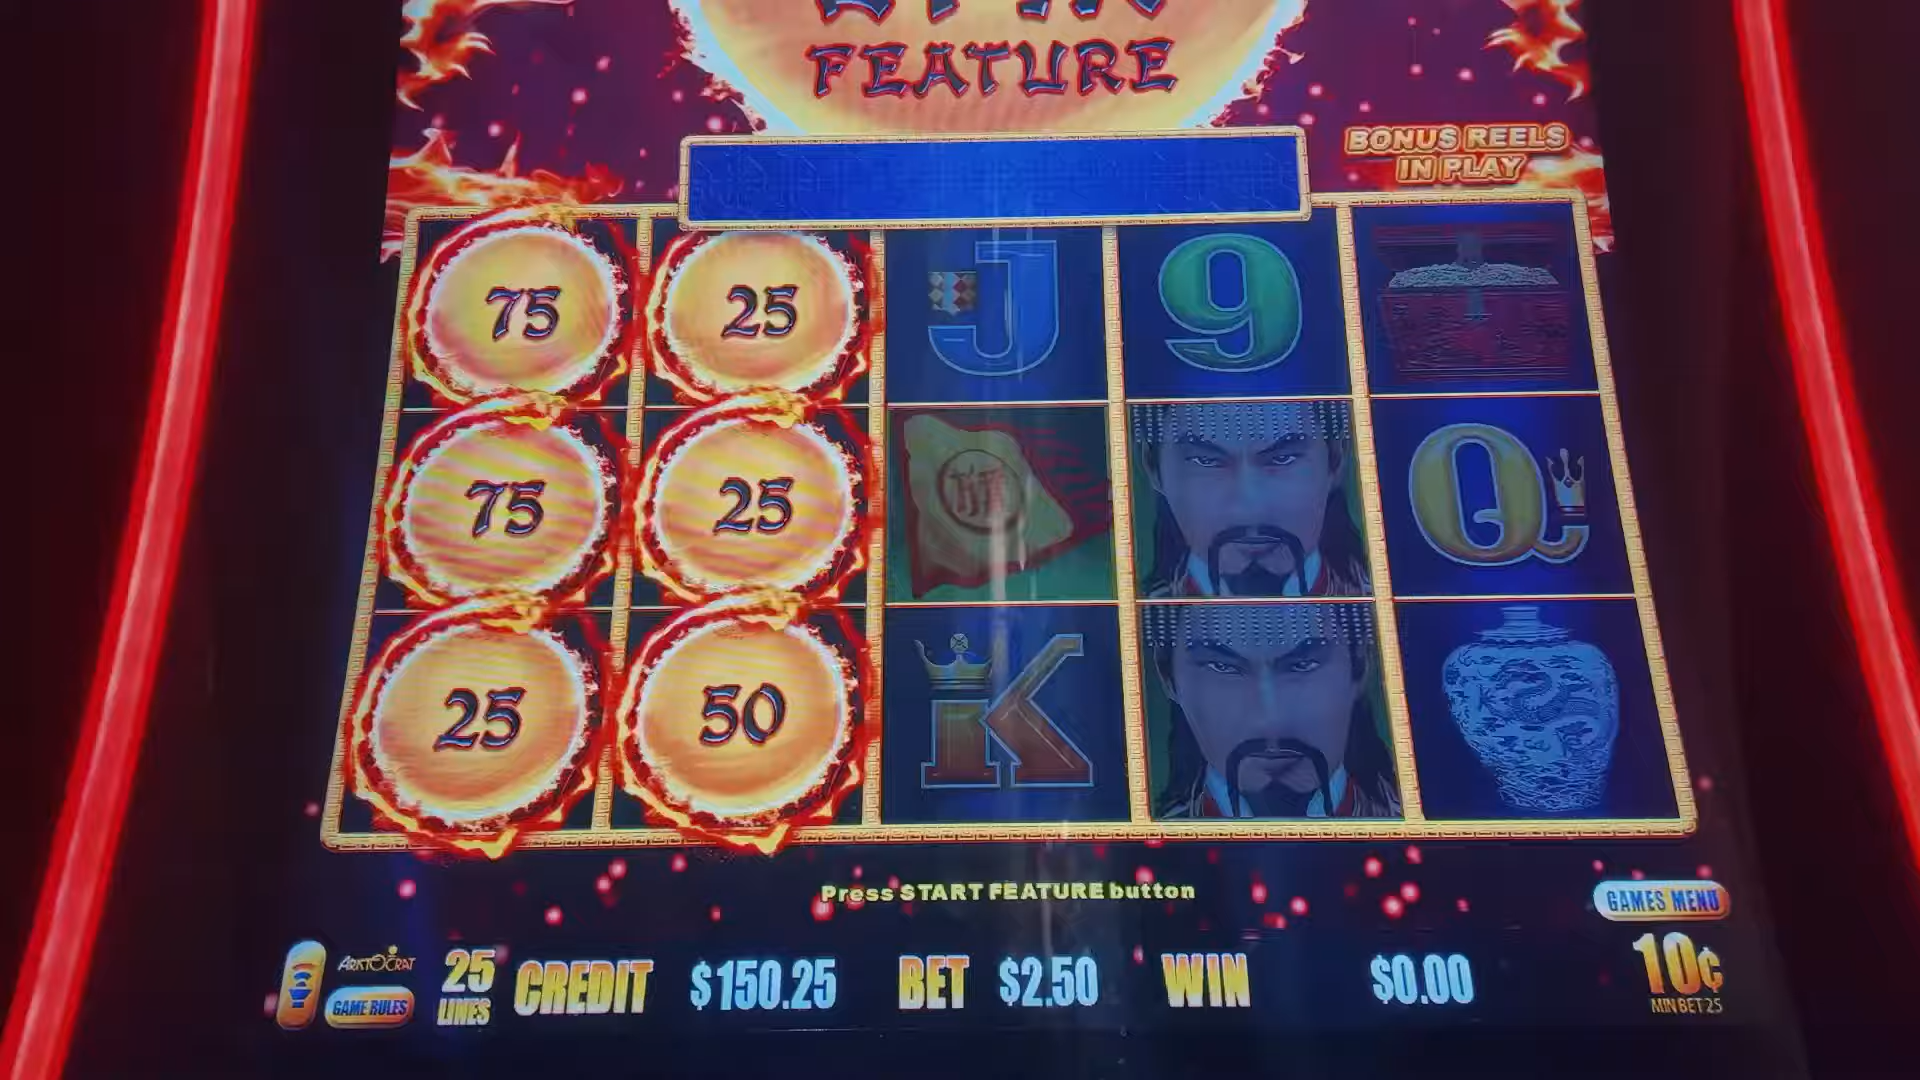 FEATURE
BONUS REELS
IN PLAY
75
25
J
9
75
25
Q
25
50
K
Press START FEATURE button
GAMES MENU
ARISTOCRAT
GAME RULES
25
LINES
CREDIT $150.25 BET $2.50 WIN $0.00
10¢
MIN BET 25